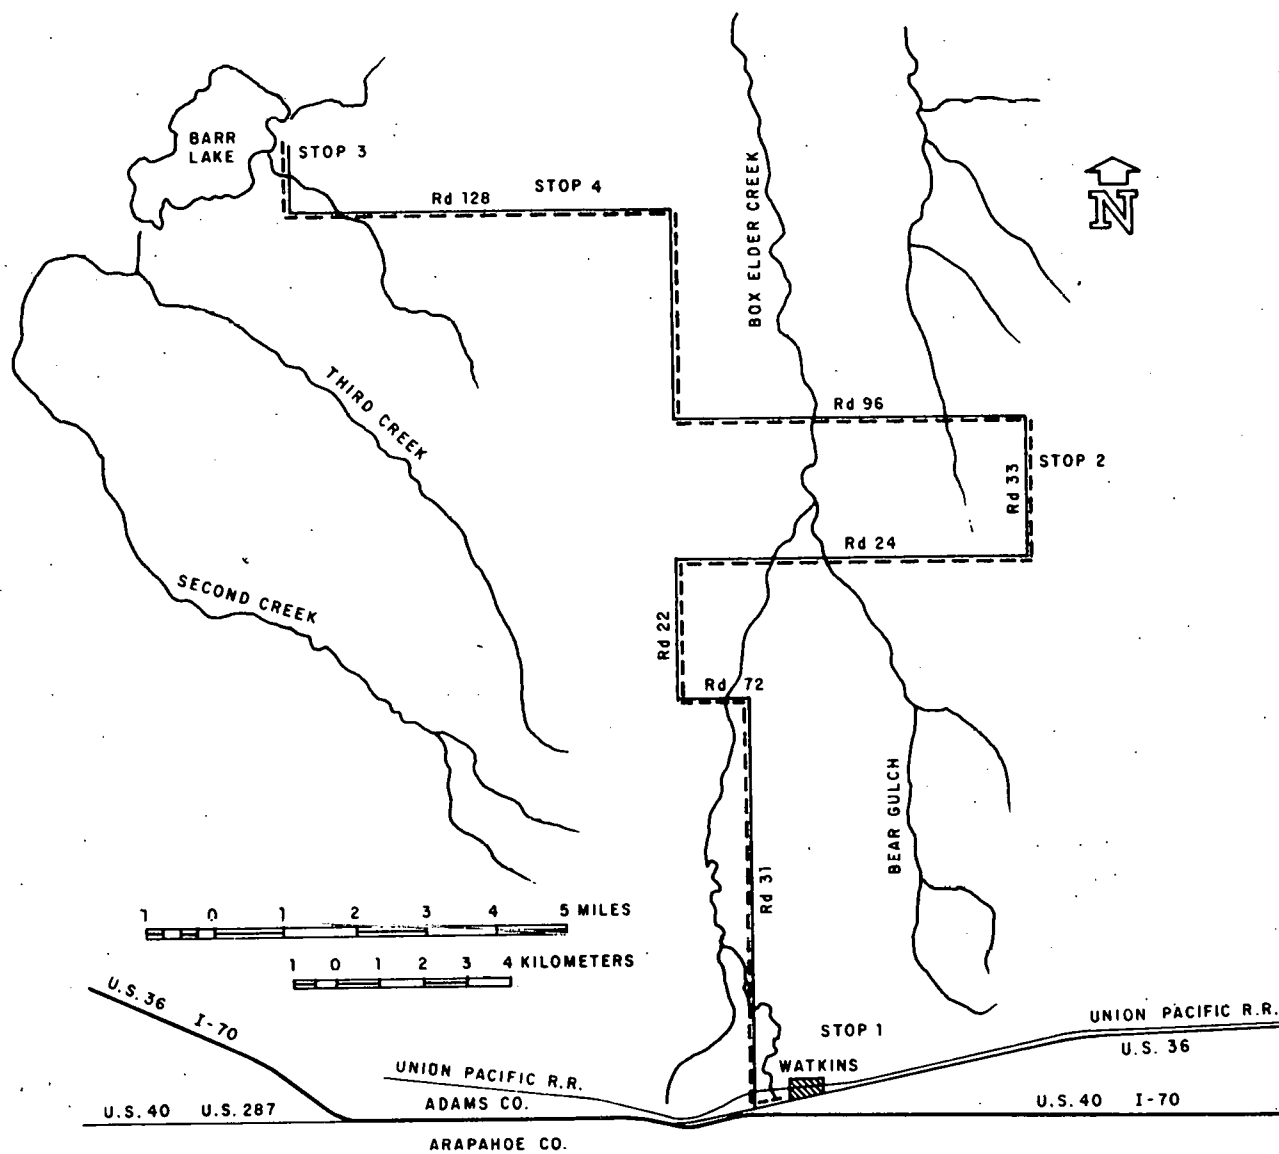 BARR
LAKE
STOP 3
Rd 128
STOP 4
BOX ELDER CREEK
N
THIRD CREEK
Rd 96
STOP 2
Rd 33
Rd 24
SECOND CREEK
Rd 22
Rd 72
BEAR GULCH
Rd 31
1 0 1 2 3 4 5 MILES
1 0 1 2 3 4 KILOMETERS
U.S. 36 I-70
STOP 1
UNION PACIFIC R.R.
WATKINS
U.S. 36
UNION PACIFIC R.R.
ADAMS CO.
U.S. 40 U.S. 287
U.S. 40 I-70
ARAPAHOE CO.